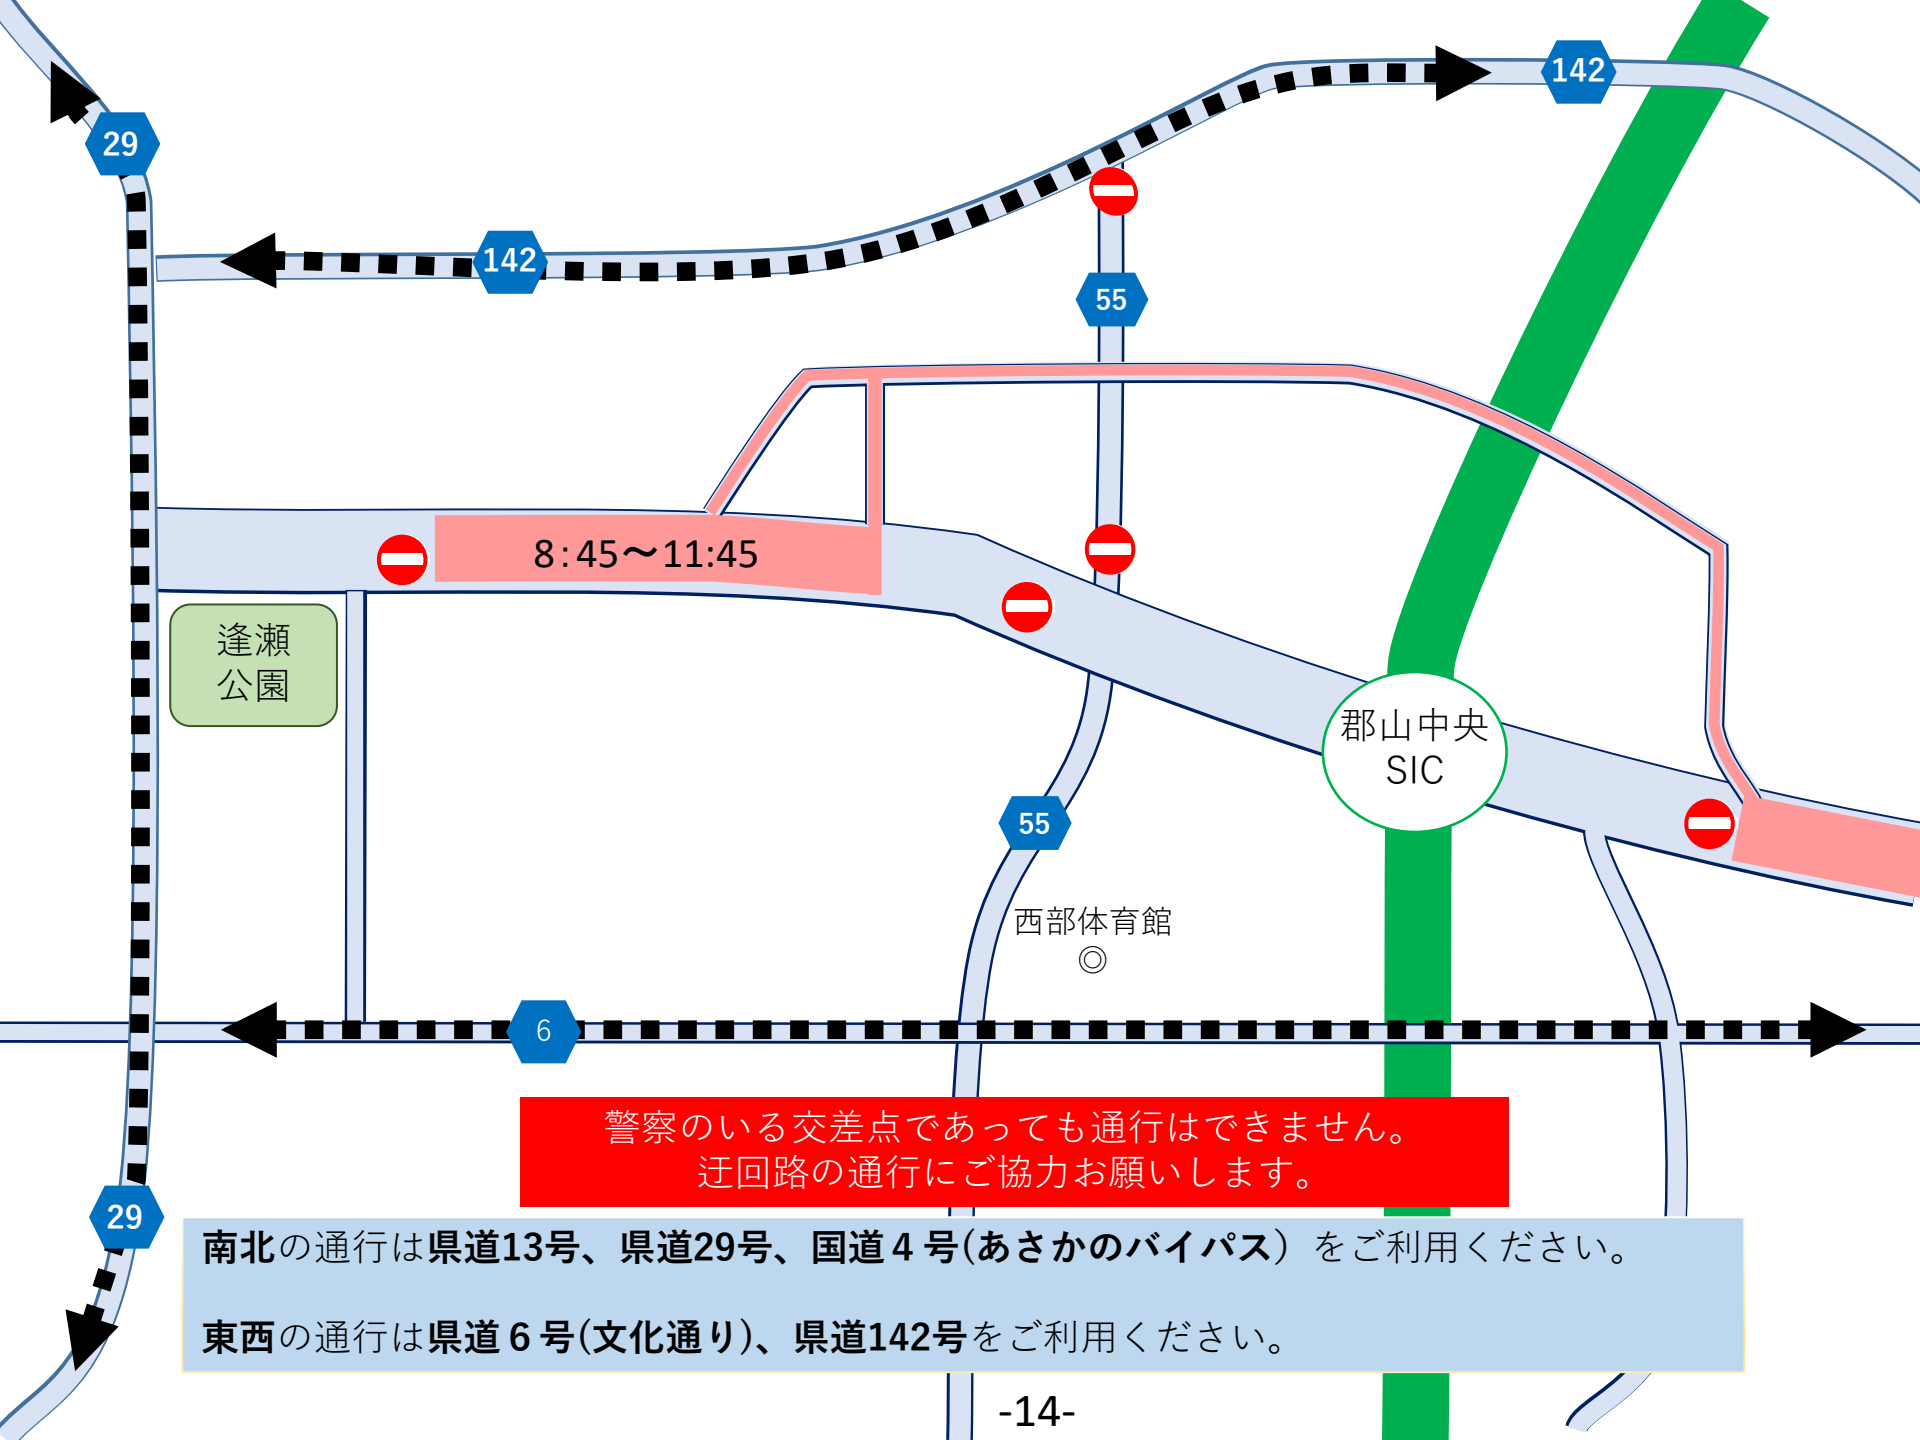 142
29
142
55
8:45～11:45
逢瀬
公園
郡山中央
SIC
55
西部体育館
◎
6
警察のいる交差点であっても通行はできません。
迂回路の通行にご協力お願いします。
29
南北の通行は県道13号、県道29号、国道４号(あさかのバイパス）をご利用ください。
東西の通行は県道６号(文化通り)、県道142号をご利用ください。
-14-